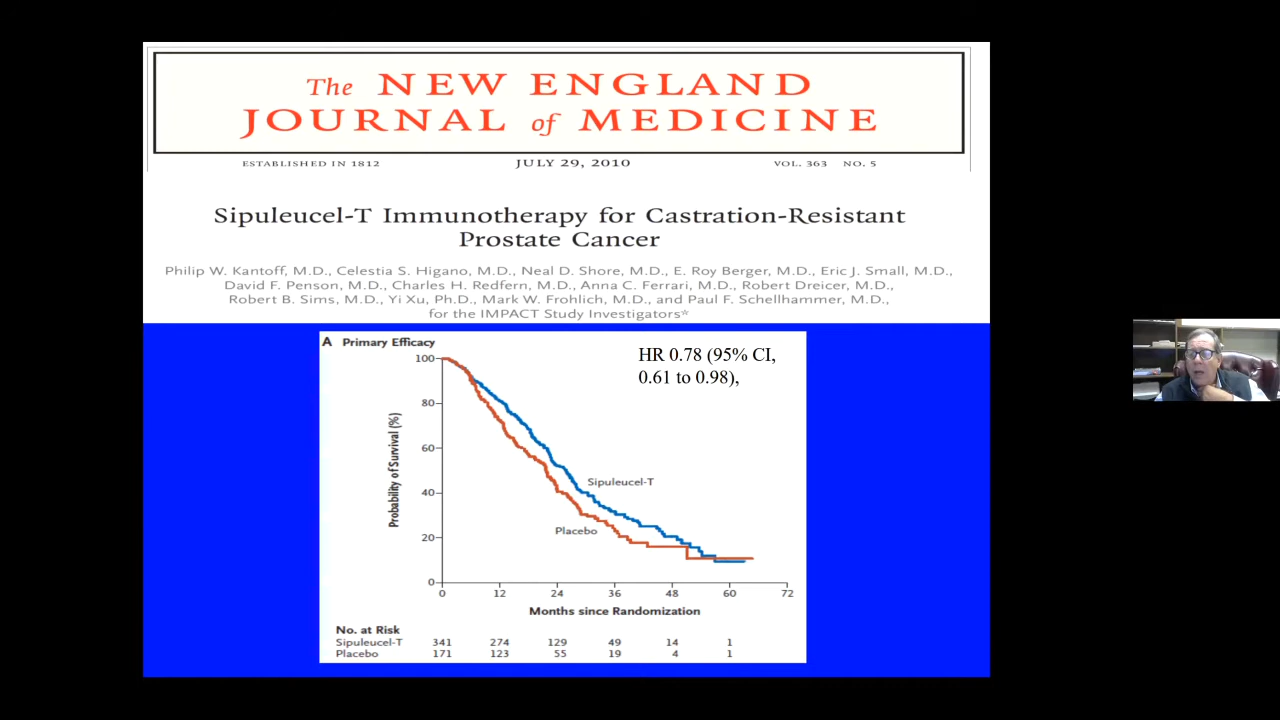 The NEW ENGLAND
JOURNAL of MEDICINE
ESTABLISHED IN 1812 JULY 29, 2010 VOL. 363 NO. 5
Sipuleucel-T Immunotherapy for Castration-Resistant
Prostate Cancer
Philip W. Kantoff, M.D., Celestia S. Higano, M.D., Neal D. Shore, M.D., E. Roy Berger, M.D., Eric J. Small, M.D.,
David F. Penson, M.D., Charles H. Redfern, M.D., Anna C. Ferrari, M.D., Robert Dreicer, M.D.,
Robert B. Sims, M.D., Yi Xu, Ph.D., Mark W. Frohlich, M.D., and Paul F. Schellhammer, M.D.,
for the IMPACT Study Investigators*
A Primary Efficacy
HR 0.78 (95% CI,
0.61 to 0.98),
Probability of Survival (%)
100
80
60
40
20
0
Sipuleucel-T
Placebo
0 12 24 36 48 60 72
Months since Randomization
No. at Risk
Sipuleucel-T 341 274 129 49 14 1
Placebo 171 123 55 19 4 1